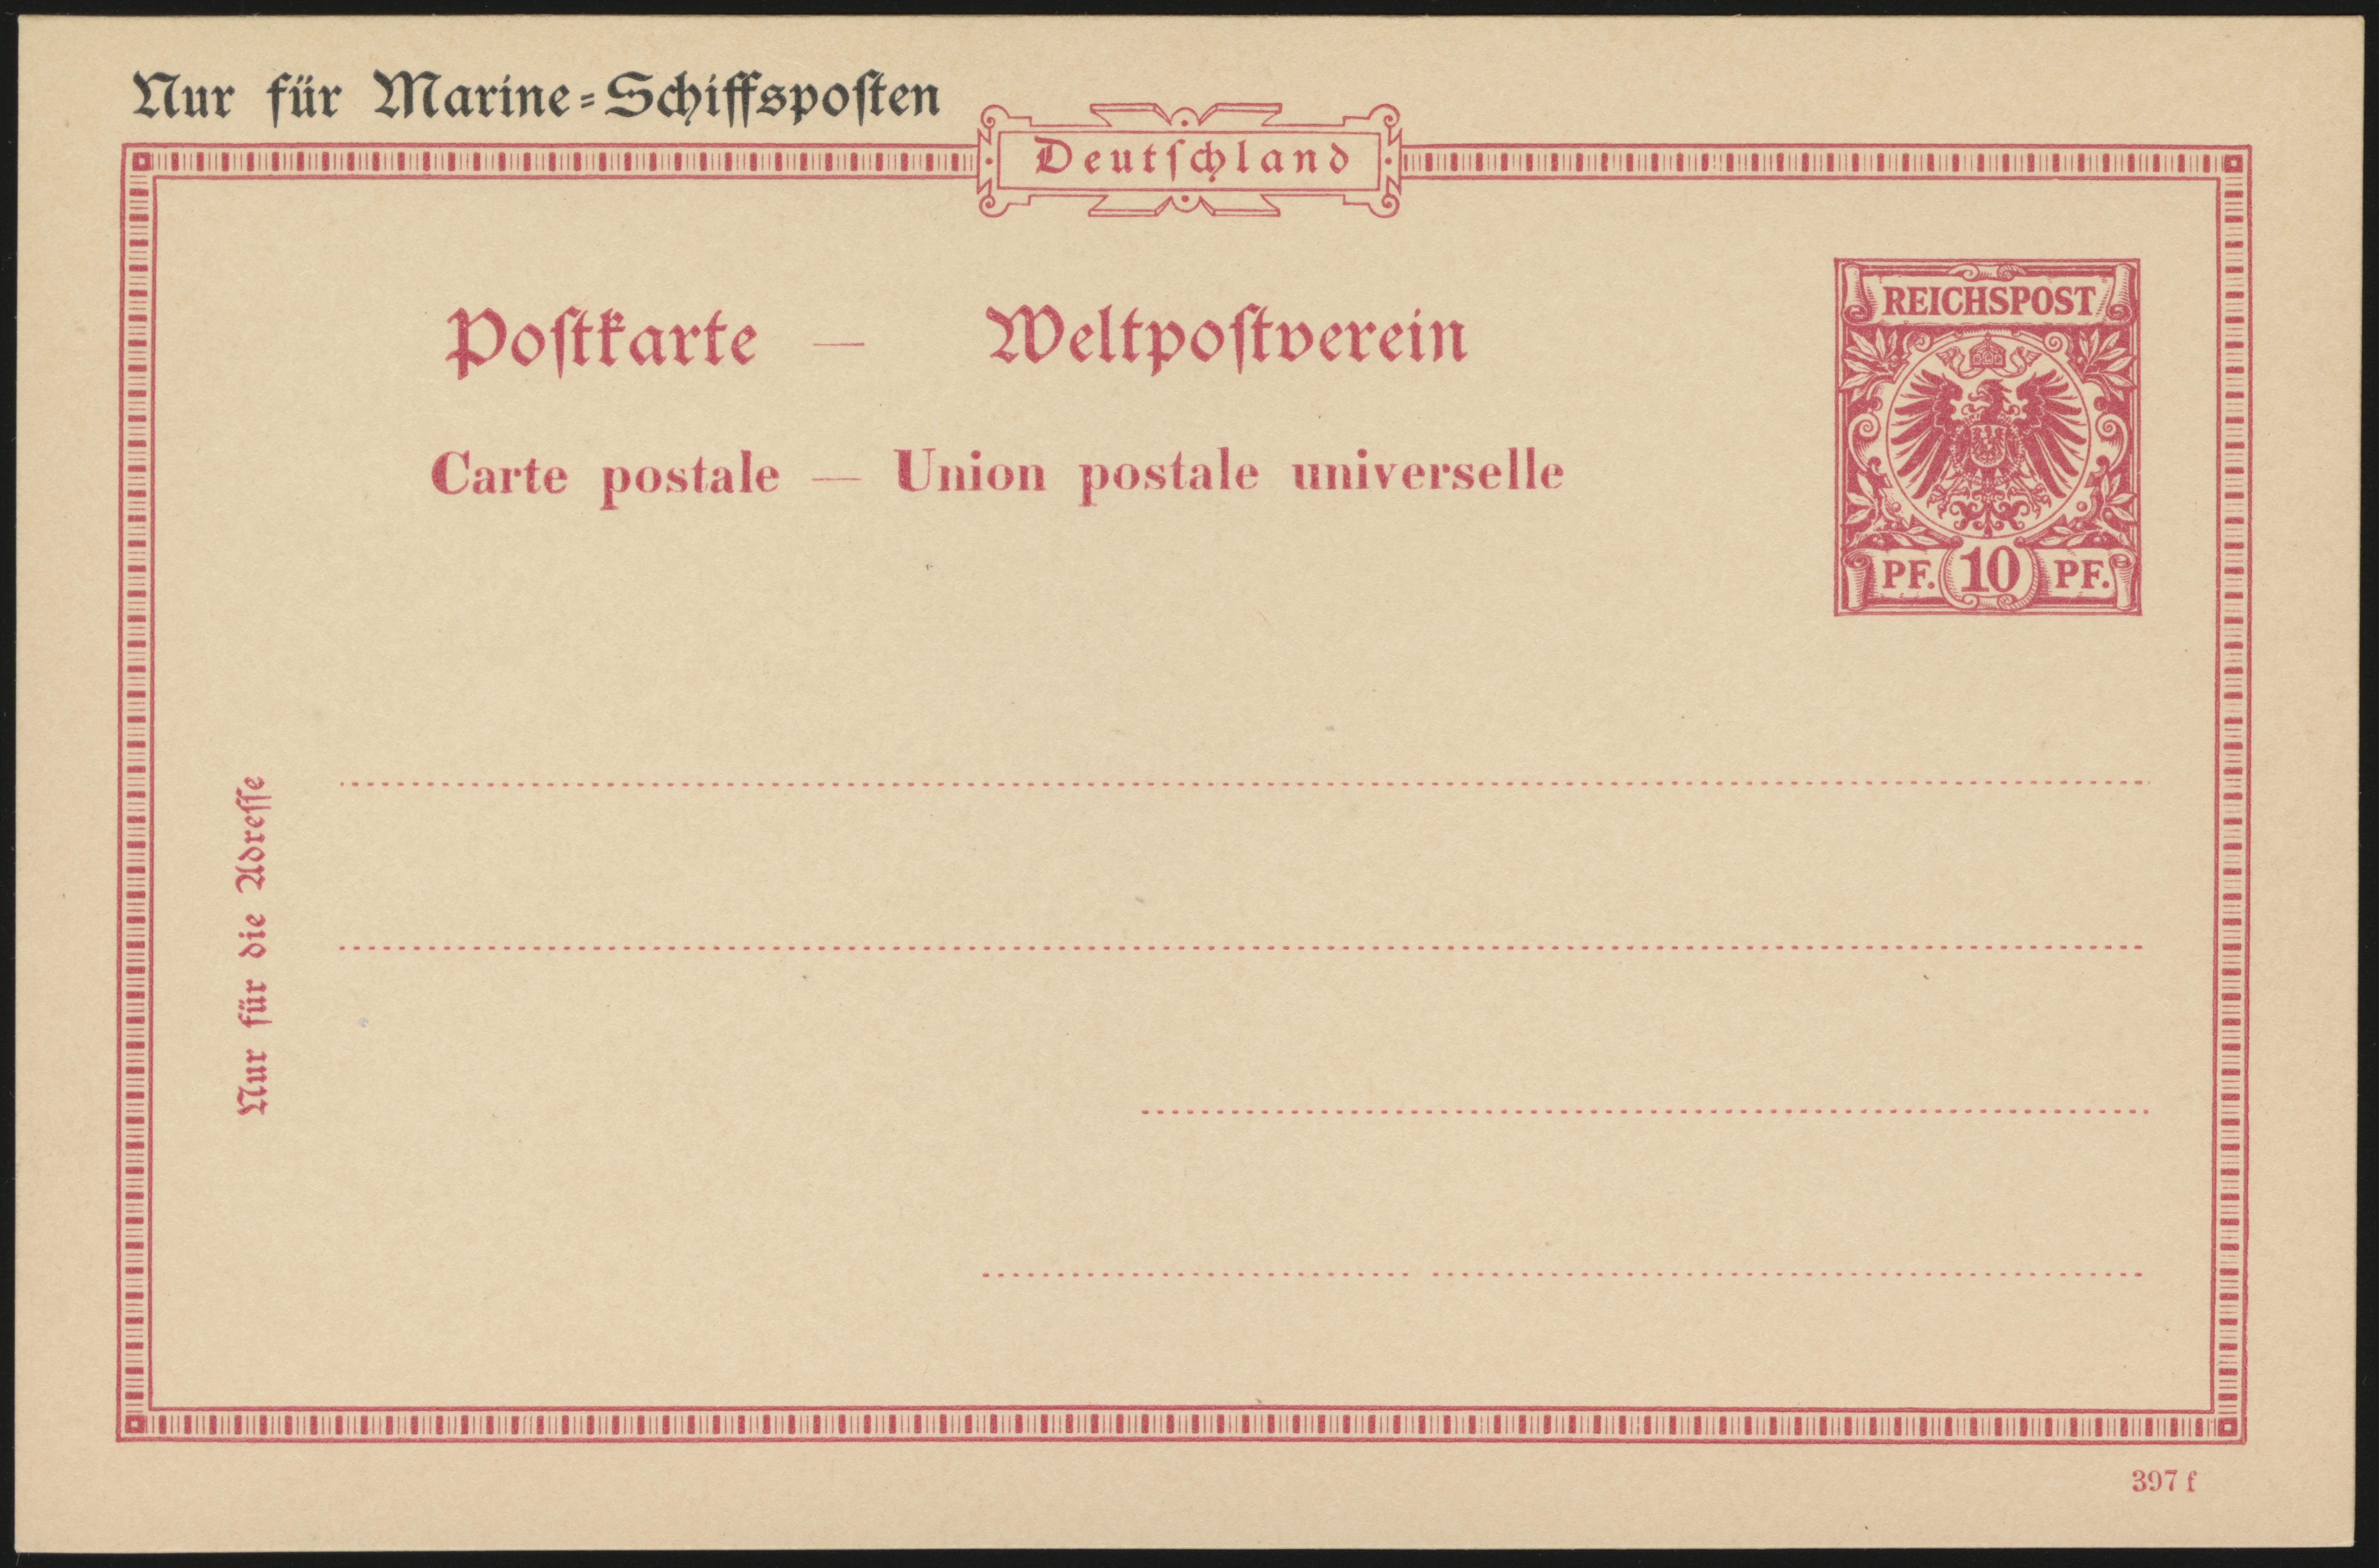 Nur für Marine-Schiffsposten
Deutschland
Postkarte — Weltpostverein
REICHSPOST
Carte postale — Union postale universelle
PF. 10 PF.
Nur für die Adresse
397 f